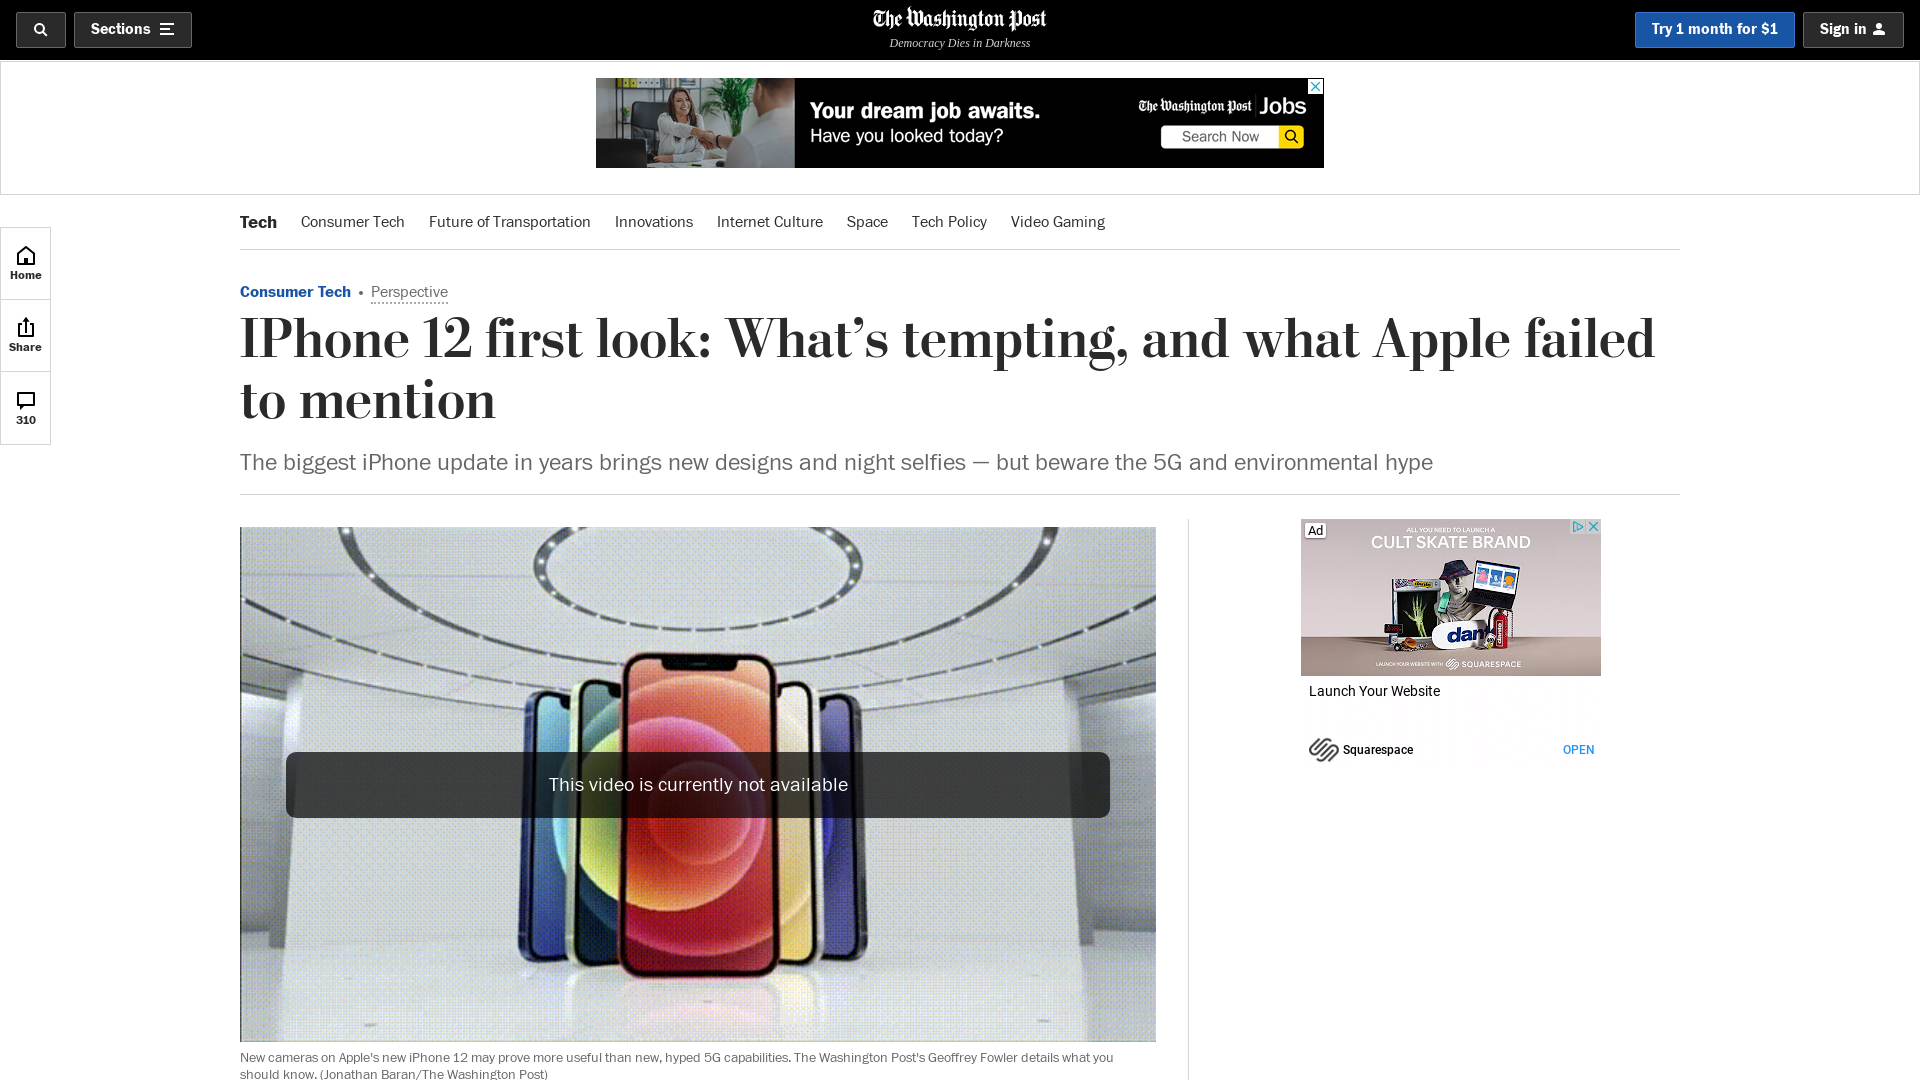 Sections
The Washington Post
Democracy Dies in Darkness
Try 1 month for $1
Sign in
Your dream job awaits.
Have you looked today?
The Washington Post Jobs
Search Now
Tech
Consumer Tech
Future of Transportation
Innovations
Internet Culture
Space
Tech Policy
Video Gaming
Home
Share
310
Consumer Tech • Perspective
IPhone 12 first look: What’s tempting, and what Apple failed
to mention
The biggest iPhone update in years brings new designs and night selfies — but beware the 5G and environmental hype
This video is currently not available
New cameras on Apple's new iPhone 12 may prove more useful than new, hyped 5G capabilities. The Washington Post's Geoffrey Fowler details what you
should know. (Jonathan Baran/The Washington Post)
Ad
ALL YOU NEED TO LAUNCH A
CULT SKATE BRAND
LAUNCH YOUR WEBSITE WITH SQUARESPACE
Launch Your Website
Squarespace
OPEN